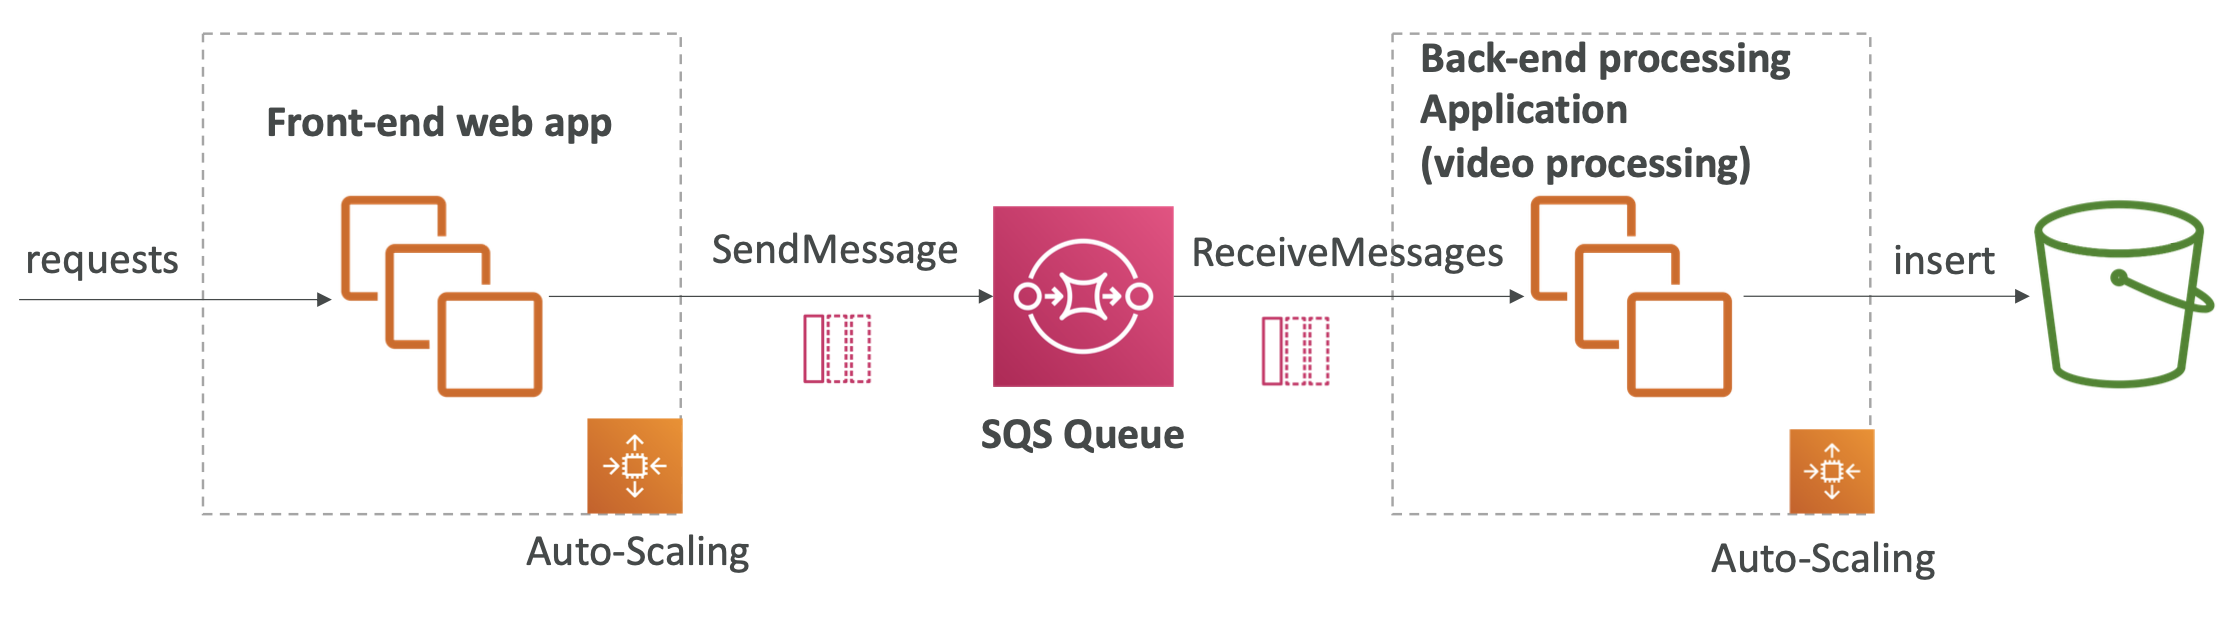 requests
Front-end web app
Auto-Scaling
SendMessage
SQS Queue
ReceiveMessages
Back-end processing
Application
(video processing)
Auto-Scaling
insert